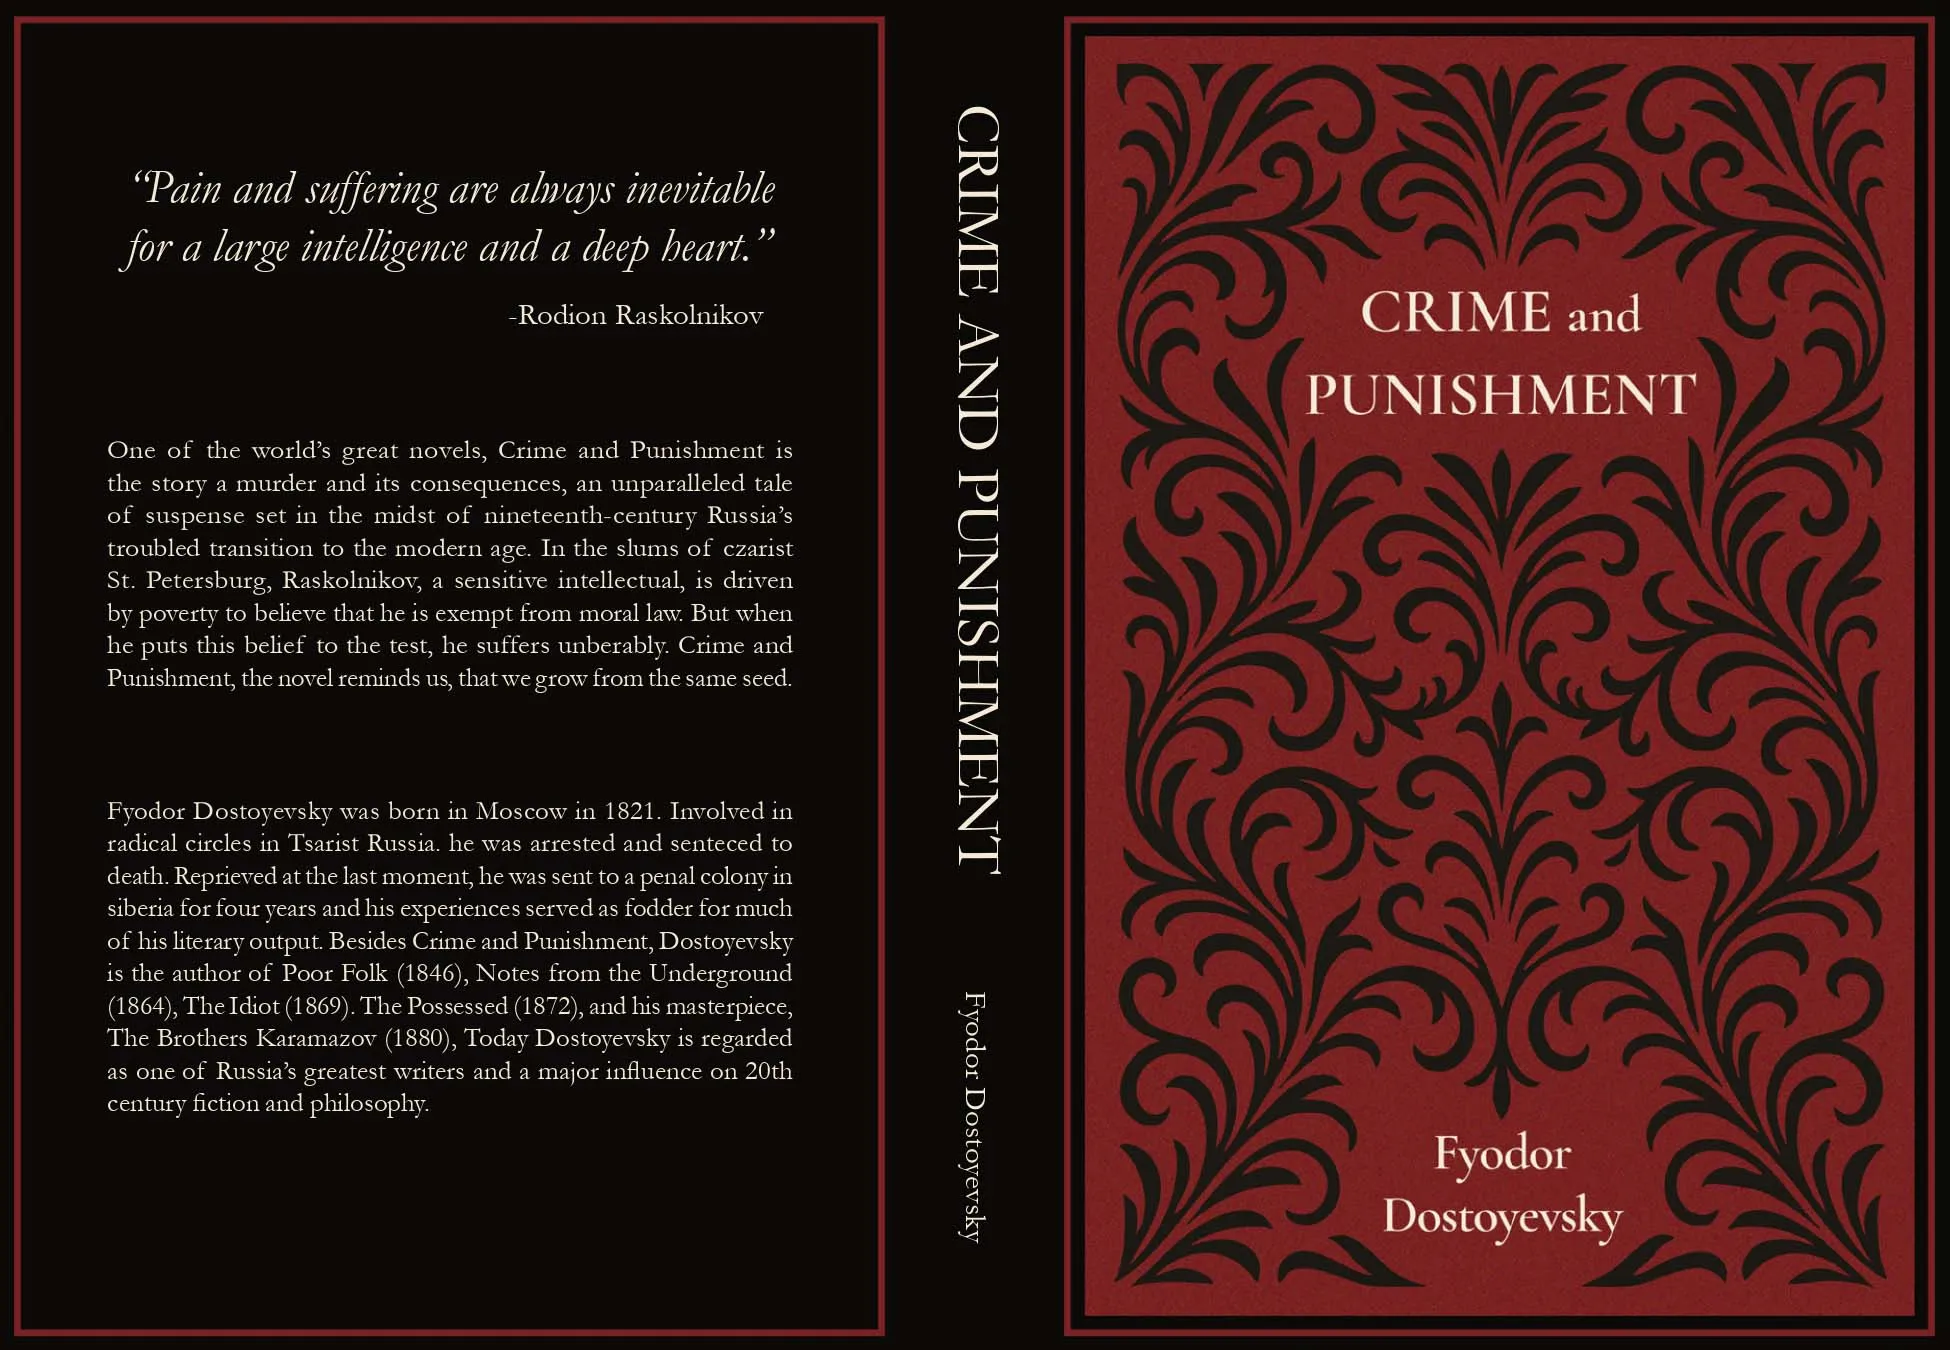 “Pain and suffering are always inevitable
for a large intelligence and a deep heart.”
-Rodion Raskolnikov
One of the world’s great novels, Crime and Punishment is
the story a murder and its consequences, an unparalleled tale
of suspense set in the midst of nineteenth-century Russia’s
troubled transition to the modern age. In the slums of czarist
St. Petersburg, Raskolnikov, a sensitive intellectual, is driven
by poverty to believe that he is exempt from moral law. But when
he puts this belief to the test, he suffers unberably. Crime and
Punishment, the novel reminds us, that we grow from the same seed.
Fyodor Dostoyevsky was born in Moscow in 1821. Involved in
radical circles in Tsarist Russia. he was arrested and senteced to
death. Reprieved at the last moment, he was sent to a penal colony in
siberia for four years and his experiences served as fodder for much
of his literary output. Besides Crime and Punishment, Dostoyevsky
is the author of Poor Folk (1846), Notes from the Underground
(1864), The Idiot (1869). The Possessed (1872), and his masterpiece,
The Brothers Karamazov (1880), Today Dostoyevsky is regarded
as one of Russia’s greatest writers and a major influence on 20th
century fiction and philosophy.
CRIME AND PUNISHMENT
Fyodor Dostoyevsky
CRIME and
PUNISHMENT
Fyodor
Dostoyevsky